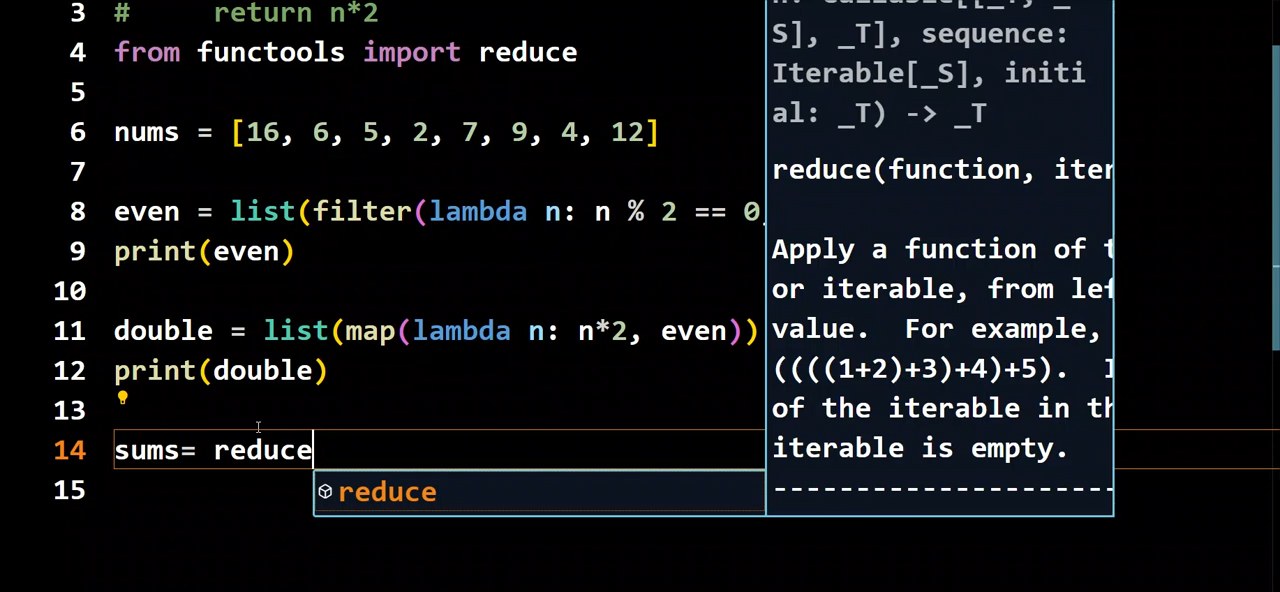 3 #     return n*2
4 from functools import reduce
5
6 nums = [16, 6, 5, 2, 7, 9, 4, 12]
7
8 even = list(filter(lambda n: n % 2 == 0
9 print(even)
10
11 double = list(map(lambda n: n*2, even))
12 print(double)
13
14 sums= reduce
15
reduce
n: Callable[[_T, _
S], _T], sequence:
Iterable[_S], initi
al: _T) -> _T
reduce(function, iter
Apply a function of t
or iterable, from lef
value.  For example,
((((1+2)+3)+4)+5).  I
of the iterable in th
iterable is empty.
---------------------